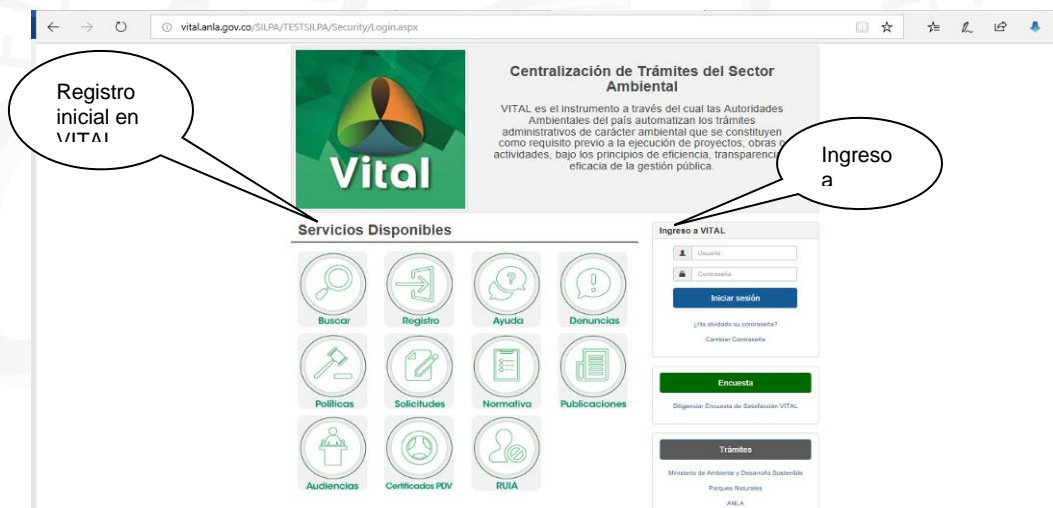 vital.anla.gov.co/SILPA/TESTSILPA/Security/Login.aspx
Registro
inicial en
VITAL
Vital
Centralización de Trámites del Sector
Ambiental
VITAL es el instrumento a través del cual las Autoridades
Ambientales del país automatizan los trámites
administrativos de carácter ambiental que se constituyen
como requisito previo a la ejecución de proyectos, obras o
actividades, bajo los principios de eficiencia, transparencia
eficacia de la gestión pública.
Ingreso
a
Servicios Disponibles
Buscar
Registro
Ayuda
Denuncias
Políticas
Solicitudes
Normativa
Publicaciones
Audiencias
Certificados PDV
RUIA
Ingreso a VITAL
Usuario
Contraseña
Iniciar sesión
¿Ha olvidado su contraseña?
Cambiar Contraseña
Encuesta
Diligenciar Encuesta de Satisfacción VITAL
Trámites
Ministerio de Ambiente y Desarrollo Sostenible
Parques Naturales
ANLA